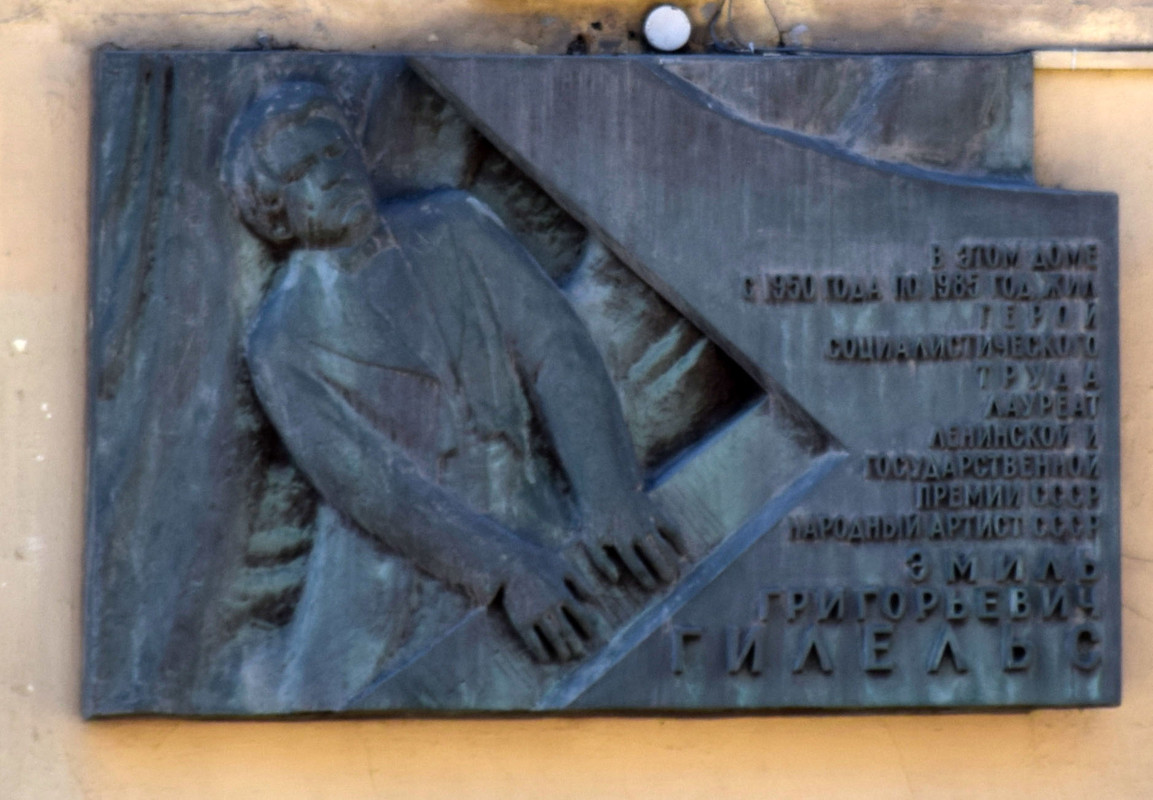 В ЭТОМ ДОМЕ
С 1950 ГОДА ПО 1985 ГОД ЖИЛ
ГЕРОЙ
СОЦИАЛИСТИЧЕСКОГО
ТРУДА
ЛАУРЕАТ
ЛЕНИНСКОЙ И
ГОСУДАРСТВЕННОЙ
ПРЕМИИ СССР
НАРОДНЫЙ АРТИСТ СССР
ЭМИЛЬ
ГРИГОРЬЕВИЧ
ГИЛЕЛЬС